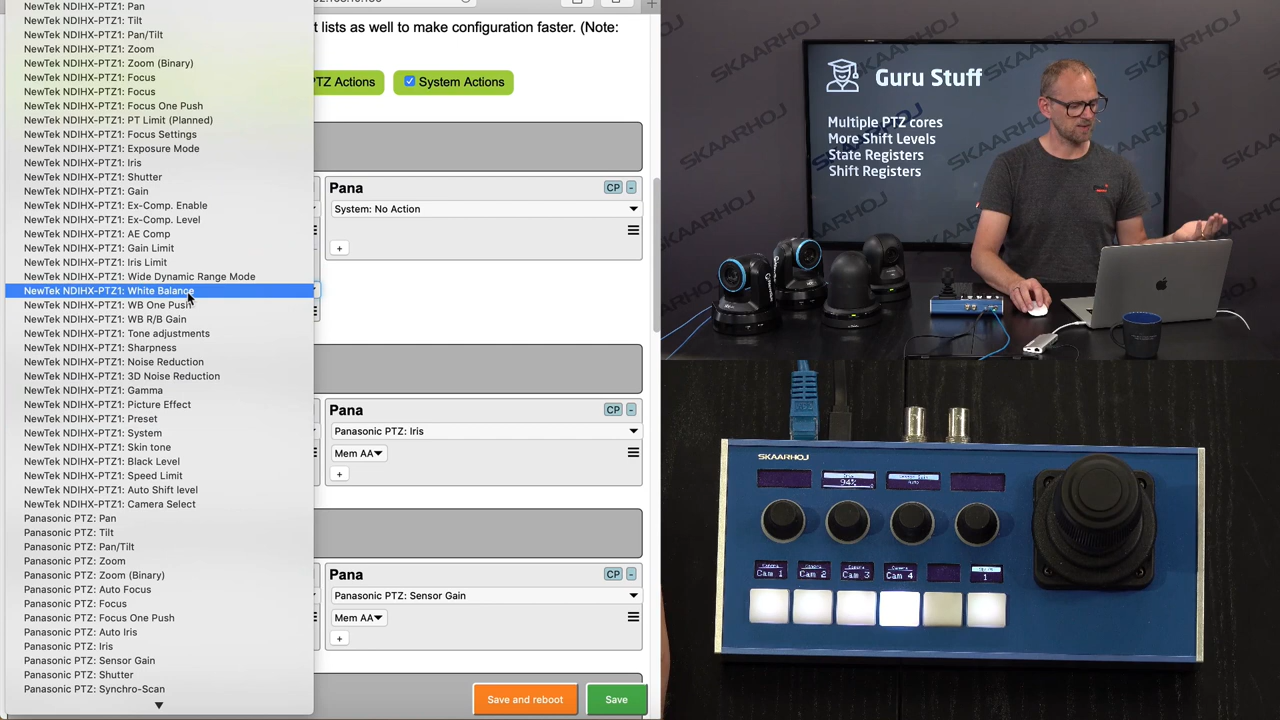 NewTek NDIHX-PTZ1: Pan
NewTek NDIHX-PTZ1: Tilt
NewTek NDIHX-PTZ1: Pan/Tilt
NewTek NDIHX-PTZ1: Zoom
NewTek NDIHX-PTZ1: Zoom (Binary)
NewTek NDIHX-PTZ1: Focus
NewTek NDIHX-PTZ1: Focus
NewTek NDIHX-PTZ1: Focus One Push
NewTek NDIHX-PTZ1: PT Limit (Planned)
NewTek NDIHX-PTZ1: Focus Settings
NewTek NDIHX-PTZ1: Exposure Mode
NewTek NDIHX-PTZ1: Iris
NewTek NDIHX-PTZ1: Shutter
NewTek NDIHX-PTZ1: Gain
NewTek NDIHX-PTZ1: Ex-Comp. Enable
NewTek NDIHX-PTZ1: Ex-Comp. Level
NewTek NDIHX-PTZ1: AE Comp
NewTek NDIHX-PTZ1: Gain Limit
NewTek NDIHX-PTZ1: Iris Limit
NewTek NDIHX-PTZ1: Wide Dynamic Range Mode
NewTek NDIHX-PTZ1: White Balance
NewTek NDIHX-PTZ1: WB One Push
NewTek NDIHX-PTZ1: WB R/B Gain
NewTek NDIHX-PTZ1: Tone adjustments
NewTek NDIHX-PTZ1: Sharpness
NewTek NDIHX-PTZ1: Noise Reduction
NewTek NDIHX-PTZ1: 3D Noise Reduction
NewTek NDIHX-PTZ1: Gamma
NewTek NDIHX-PTZ1: Picture Effect
NewTek NDIHX-PTZ1: Preset
NewTek NDIHX-PTZ1: System
NewTek NDIHX-PTZ1: Skin tone
NewTek NDIHX-PTZ1: Black Level
NewTek NDIHX-PTZ1: Speed Limit
NewTek NDIHX-PTZ1: Auto Shift level
NewTek NDIHX-PTZ1: Camera Select
Panasonic PTZ: Pan
Panasonic PTZ: Tilt
Panasonic PTZ: Pan/Tilt
Panasonic PTZ: Zoom
Panasonic PTZ: Zoom (Binary)
Panasonic PTZ: Auto Focus
Panasonic PTZ: Focus
Panasonic PTZ: Focus One Push
Panasonic PTZ: Auto Iris
Panasonic PTZ: Iris
Panasonic PTZ: Sensor Gain
Panasonic PTZ: Shutter
Panasonic PTZ: Synchro-Scan
t lists as well to make configuration faster. (Note:
PTZ Actions
System Actions
Pana
CP
-
System: No Action
+
Pana
CP
-
Panasonic PTZ: Iris
Mem AA
+
Pana
CP
-
Panasonic PTZ: Sensor Gain
Mem AA
+
Save and reboot
Save
SKAARHOJ
Guru Stuff
Multiple PTZ cores
More Shift Levels
State Registers
Shift Registers
SKAARHOJ
94%
Auto
Cam 1
Cam 2
Cam 3
Cam 4
1